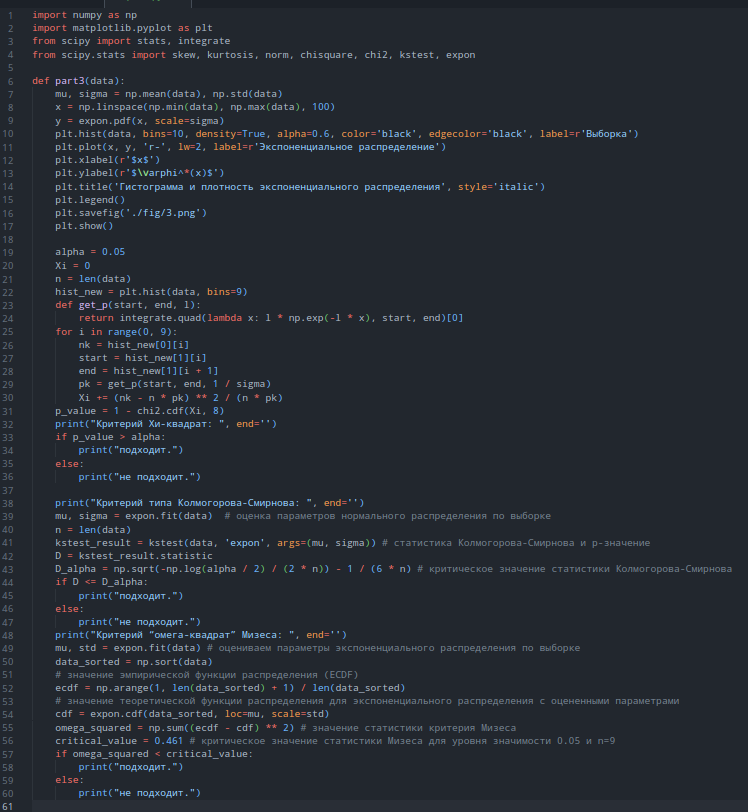 1 import numpy as np
2 import matplotlib.pyplot as plt
3 from scipy import stats, integrate
4 from scipy.stats import skew, kurtosis, norm, chisquare, chi2, kstest, expon
5
6 def part3(data):
7     mu, sigma = np.mean(data), np.std(data)
8     x = np.linspace(np.min(data), np.max(data), 100)
9     y = expon.pdf(x, scale=sigma)
10     plt.hist(data, bins=10, density=True, alpha=0.6, color='black', edgecolor='black', label=r'Выборка')
11     plt.plot(x, y, 'r-', lw=2, label=r'Экспоненциальное распределение')
12     plt.xlabel(r'$x$')
13     plt.ylabel(r'$\varphi^*(x)$')
14     plt.title('Гистограмма и плотность экспоненциального распределения', style='italic')
15     plt.legend()
16     plt.savefig('./fig/3.png')
17     plt.show()
18
19     alpha = 0.05
20     Xi = 0
21     n = len(data)
22     hist_new = plt.hist(data, bins=9)
23     def get_p(start, end, l):
24         return integrate.quad(lambda x: l * np.exp(-l * x), start, end)[0]
25     for i in range(0, 9):
26         nk = hist_new[0][i]
27         start = hist_new[1][i]
28         end = hist_new[1][i + 1]
29         pk = get_p(start, end, 1 / sigma)
30         Xi += (nk - n * pk) ** 2 / (n * pk)
31     p_value = 1 - chi2.cdf(Xi, 8)
32     print("Критерий Хи-квадрат: ", end='')
33     if p_value > alpha:
34         print("подходит.")
35     else:
36         print("не подходит.")
37
38     print("Критерий типа Колмогорова-Смирнова: ", end='')
39     mu, sigma = expon.fit(data)  # оценка параметров нормального распределения по выборке
40     n = len(data)
41     kstest_result = kstest(data, 'expon', args=(mu, sigma)) # статистика Колмогорова-Смирнова и p-значение
42     D = kstest_result.statistic
43     D_alpha = np.sqrt(-np.log(alpha / 2) / (2 * n)) - 1 / (6 * n) # критическое значение статистики Колмогорова-Смирнова
44     if D <= D_alpha:
45         print("подходит.")
46     else:
47         print("не подходит.")
48     print("Критерий “омега-квадрат” Мизеса: ", end='')
49     mu, std = expon.fit(data) # оцениваем параметры экспоненциального распределения по выборке
50     data_sorted = np.sort(data)
51     # значение эмпирической функции распределения (ECDF)
52     ecdf = np.arange(1, len(data_sorted) + 1) / len(data_sorted)
53     # значение теоретической функции распределения для экспоненциального распределения с оцененными параметрами
54     cdf = expon.cdf(data_sorted, loc=mu, scale=std)
55     omega_squared = np.sum((ecdf - cdf) ** 2) # значение статистики критерия Мизеса
56     critical_value = 0.461 # критическое значение статистики Мизеса для уровня значимости 0.05 и n=9
57     if omega_squared < critical_value:
58         print("подходит.")
59     else:
60         print("не подходит.")
61